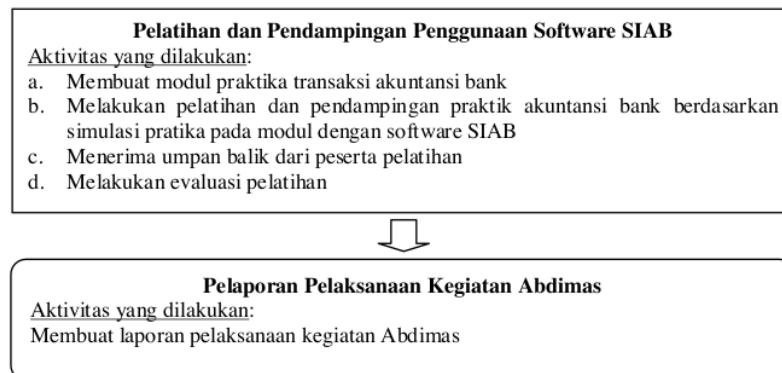 Pelatihan dan Pendampingan Penggunaan Software SIAB
Aktivitas yang dilakukan:
a. Membuat modul praktika transaksi akuntansi bank
b. Melakukan pelatihan dan pendampingan praktik akuntansi bank berdasarkan
simulasi pratika pada modul dengan software SIAB
c. Menerima umpan balik dari peserta pelatihan
d. Melakukan evaluasi pelatihan
Pelaporan Pelaksanaan Kegiatan Abdimas
Aktivitas yang dilakukan:
Membuat laporan pelaksanaan kegiatan Abdimas